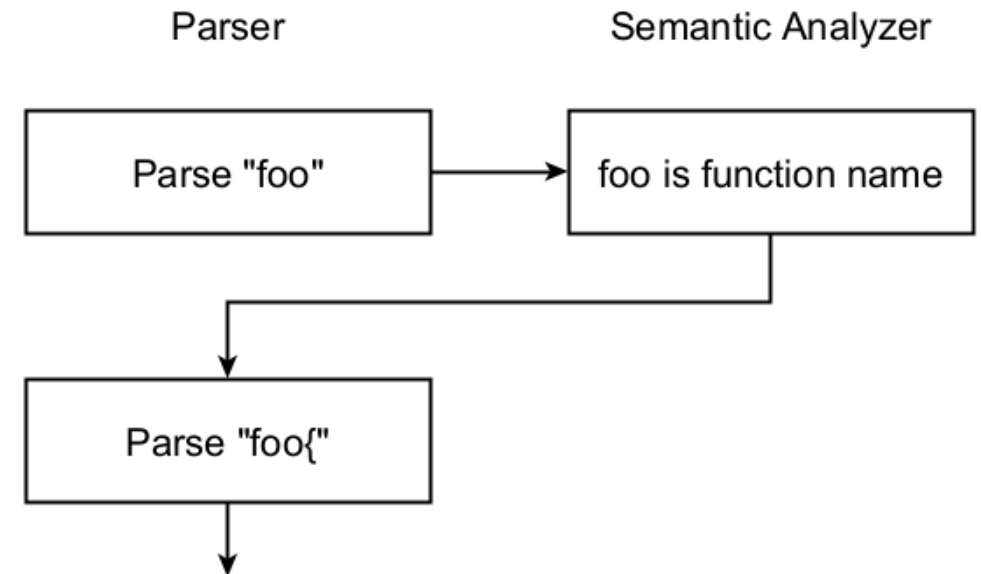 Parser
Semantic Analyzer
Parse "foo"
foo is function name
Parse "foo{"